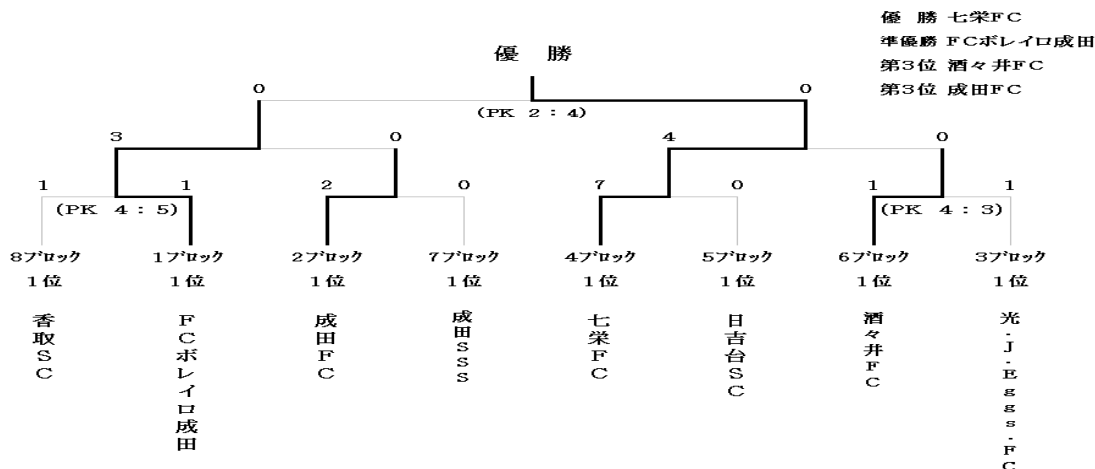 優 勝 七栄FC
準優勝 FCボレイロ成田
第3位 酒々井FC
第3位 成田FC
優 勝
0 0
(PK 2:4)
3 0 4 0
1 1 2 0 7 0 1 1
(PK 4:5) (PK 4:3)
8ブロック 1ブロック 2ブロック 7ブロック 4ブロック 5ブロック 6ブロック 3ブロック
1位 1位 1位 1位 1位 1位 1位 1位
香取SC
FCボレイロ成田
成田FC
成田SSS
七栄FC
日吉台SC
酒々井FC
光・J・Eggs・FC